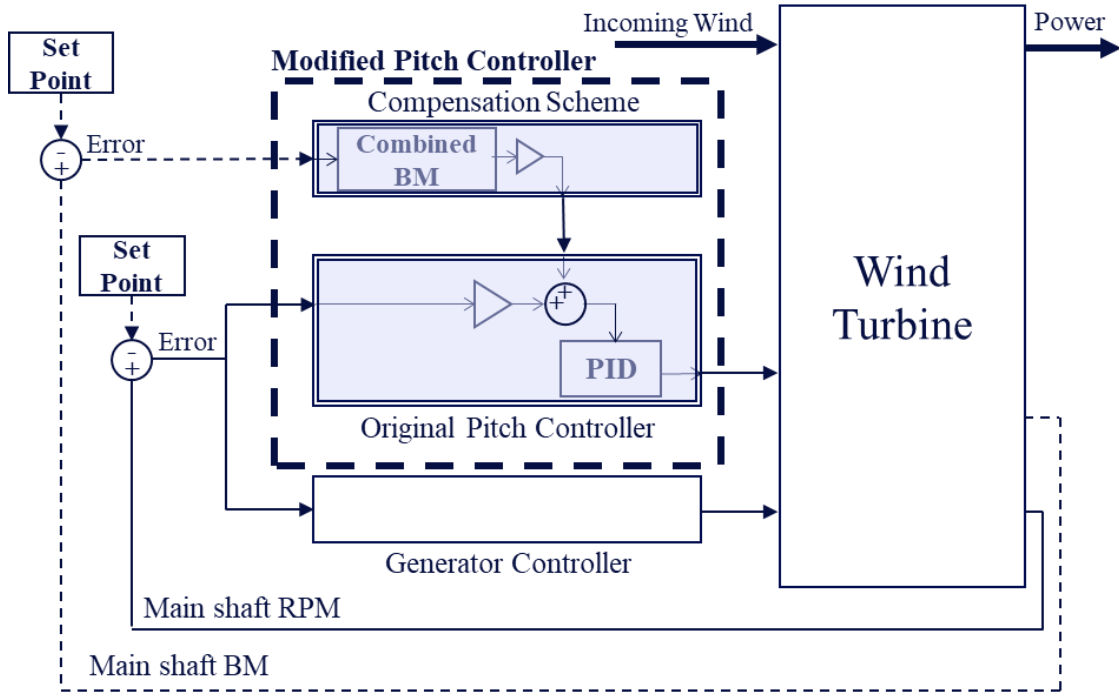 Incoming Wind
Power
Set
Point
Modified Pitch Controller
Compensation Scheme
-
+
Error
Combined
BM
Set
Point
Wind
Turbine
+
+
-
+
Error
PID
Original Pitch Controller
Generator Controller
Main shaft RPM
Main shaft BM